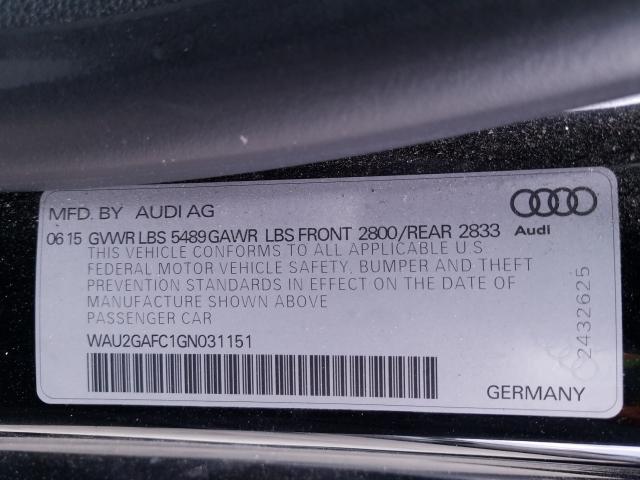 MFD. BY AUDI AG
Audi
06 15 GVWR LBS 5489 GAWR LBS FRONT 2800/REAR 2833
THIS VEHICLE CONFORMS TO ALL APPLICABLE U.S.
FEDERAL MOTOR VEHICLE SAFETY, BUMPER AND THEFT
PREVENTION STANDARDS IN EFFECT ON THE DATE OF
MANUFACTURE SHOWN ABOVE
PASSENGER CAR
WAU2GAFC1GN031151
2432625
GERMANY